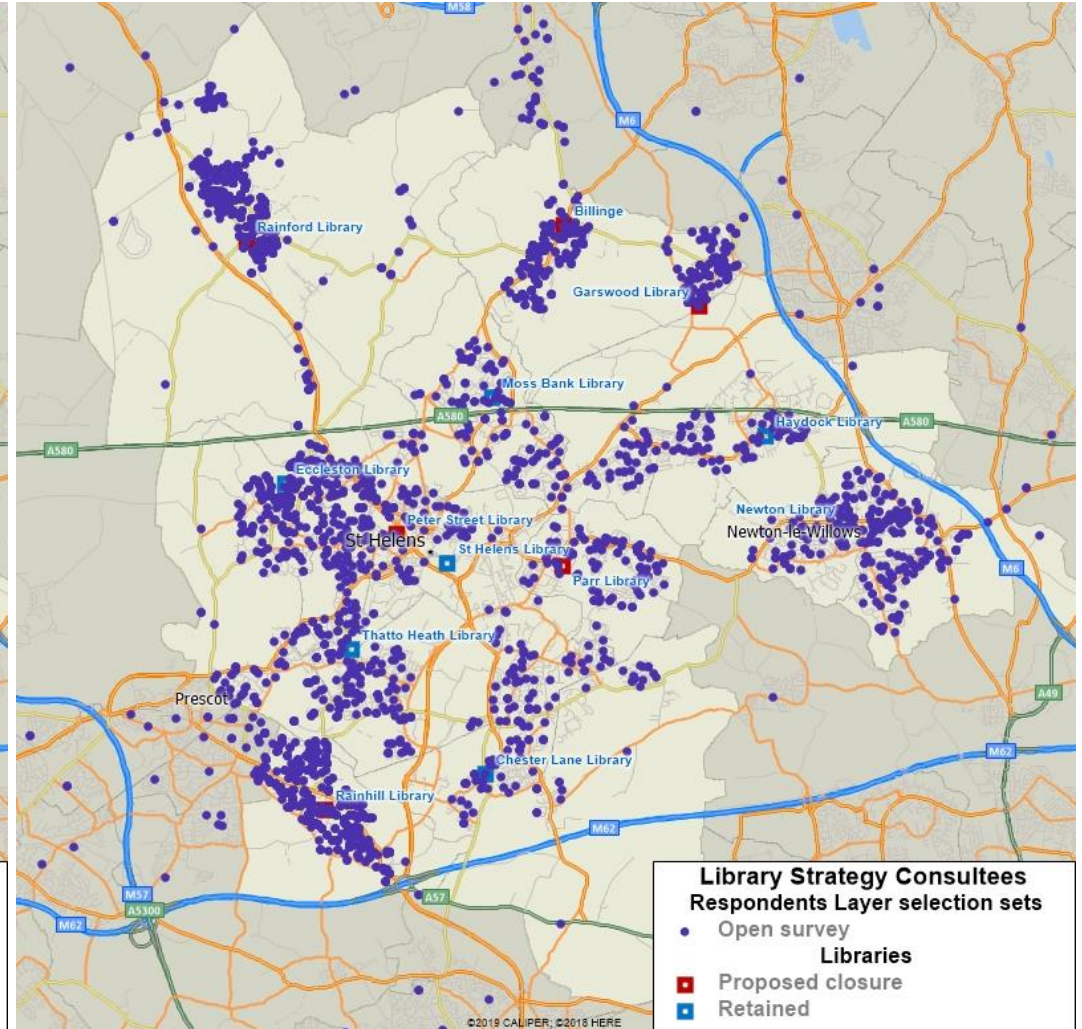 M58
M6
Billinge
Rainford Library
Garswood Library
Moss Bank Library
A580
Haydock Library
A580
A580
Eccleston Library
Newton Library
Peter Street Library
Newton-le-Willows
St Helens
St Helens Library
M6
Parr Library
Thatto Heath Library
Prescot
A49
M62
Chester Lane Library
Rainhill Library
M62
M57
A57
A5300
M62
Library Strategy Consultees
Respondents Layer selection sets
Open survey
Libraries
Proposed closure
Retained
©2019 CALIPER; ©2018 HERE